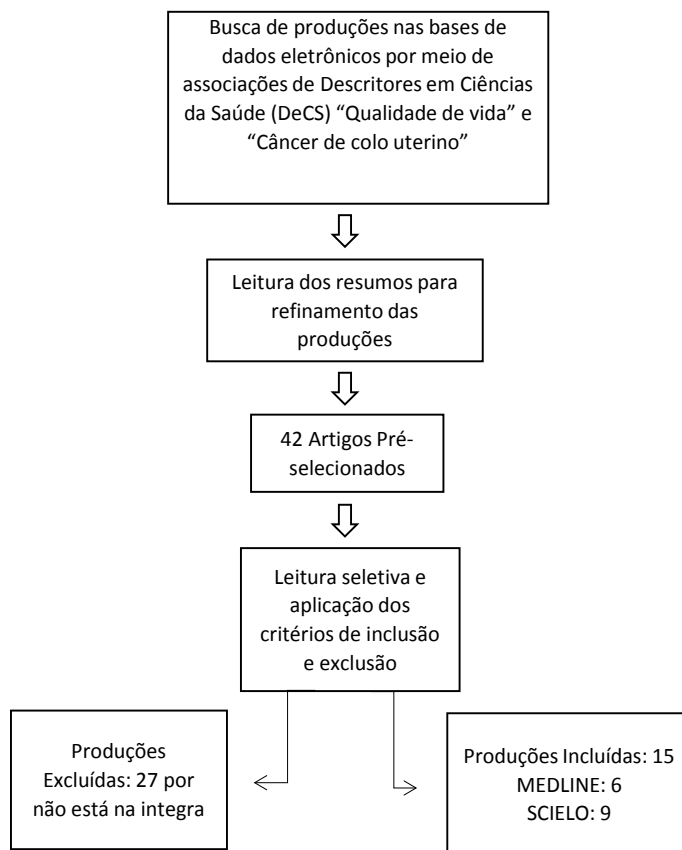 Busca de produções nas bases de
dados eletrônicos por meio de
associações de Descritores em Ciências
da Saúde (DeCS) “Qualidade de vida” e
“Câncer de colo uterino”
Leitura dos resumos para
refinamento das
produções
42 Artigos Pré-
selecionados
Leitura seletiva e
aplicação dos
critérios de inclusão
e exclusão
Produções
Excluídas: 27 por
não está na integra
Produções Incluídas: 15
MEDLINE: 6
SCIELO: 9